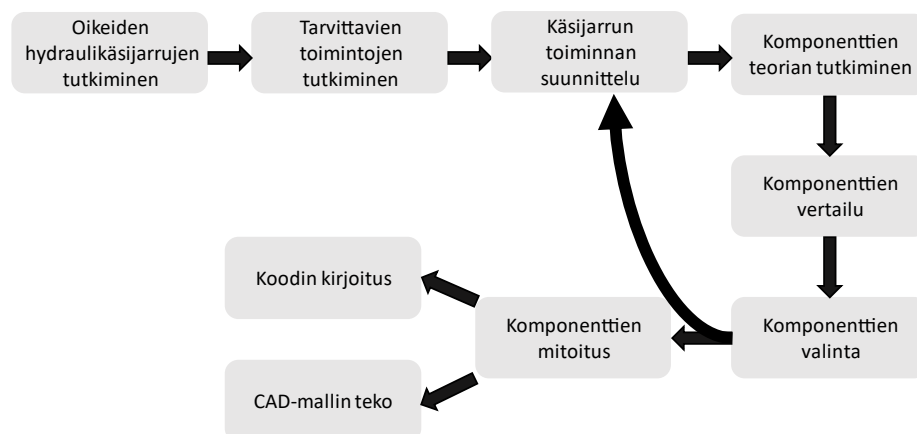 Oikeiden
hydraulikäsijarrujen
tutkiminen
Tarvittavien
toimintojen
tutkiminen
Käsijarrun
toiminnan
suunnittelu
Komponenttien
teorian tutkiminen
Komponenttien
vertailu
Komponenttien
valinta
Komponenttien
mitoitus
Koodin kirjoitus
CAD-mallin teko